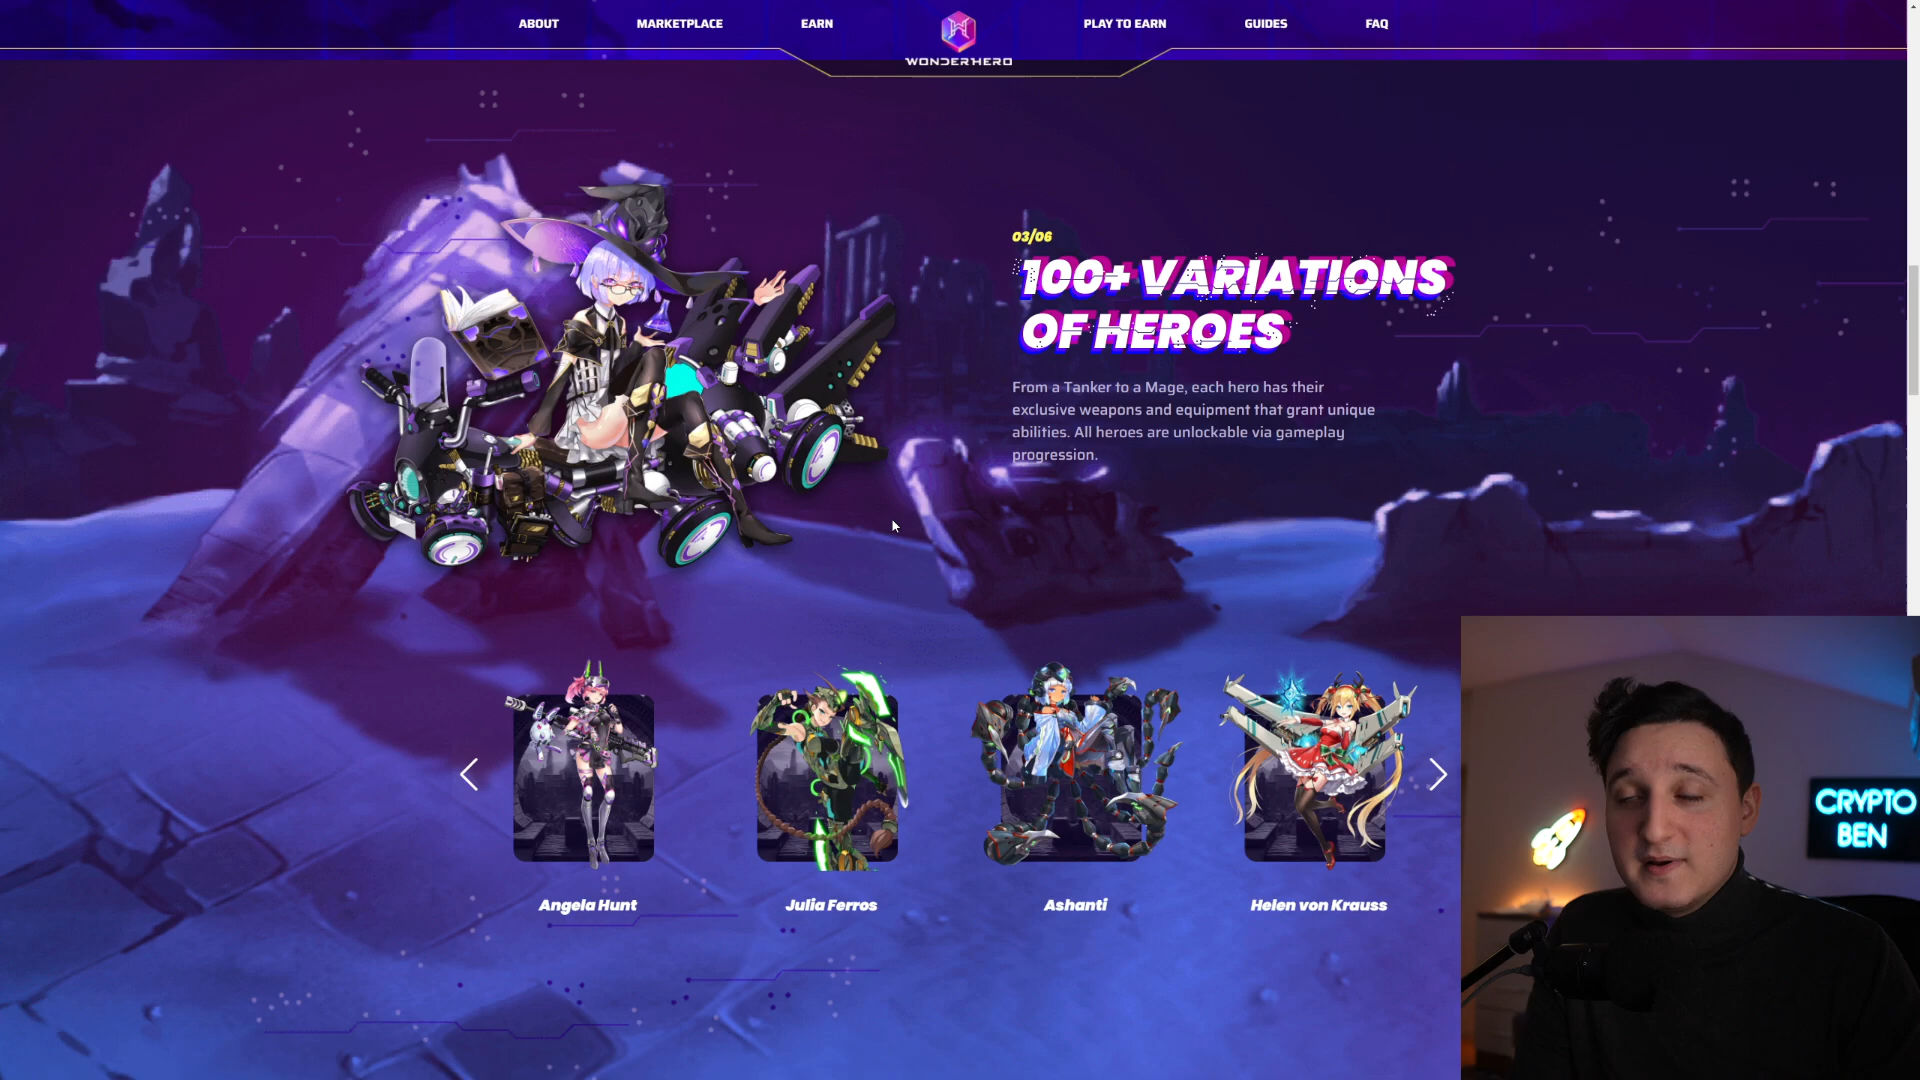 ABOUT
MARKETPLACE
EARN
WONDERHERO
PLAY TO EARN
GUIDES
FAQ
03/06
100+ VARIATIONS
OF HEROES
From a Tanker to a Mage, each hero has their
exclusive weapons and equipment that grant unique
abilities. All heroes are unlockable via gameplay
progression.
Angela Hunt
Julia Ferros
Ashanti
Helen von Krauss
CRYPTO
BEN